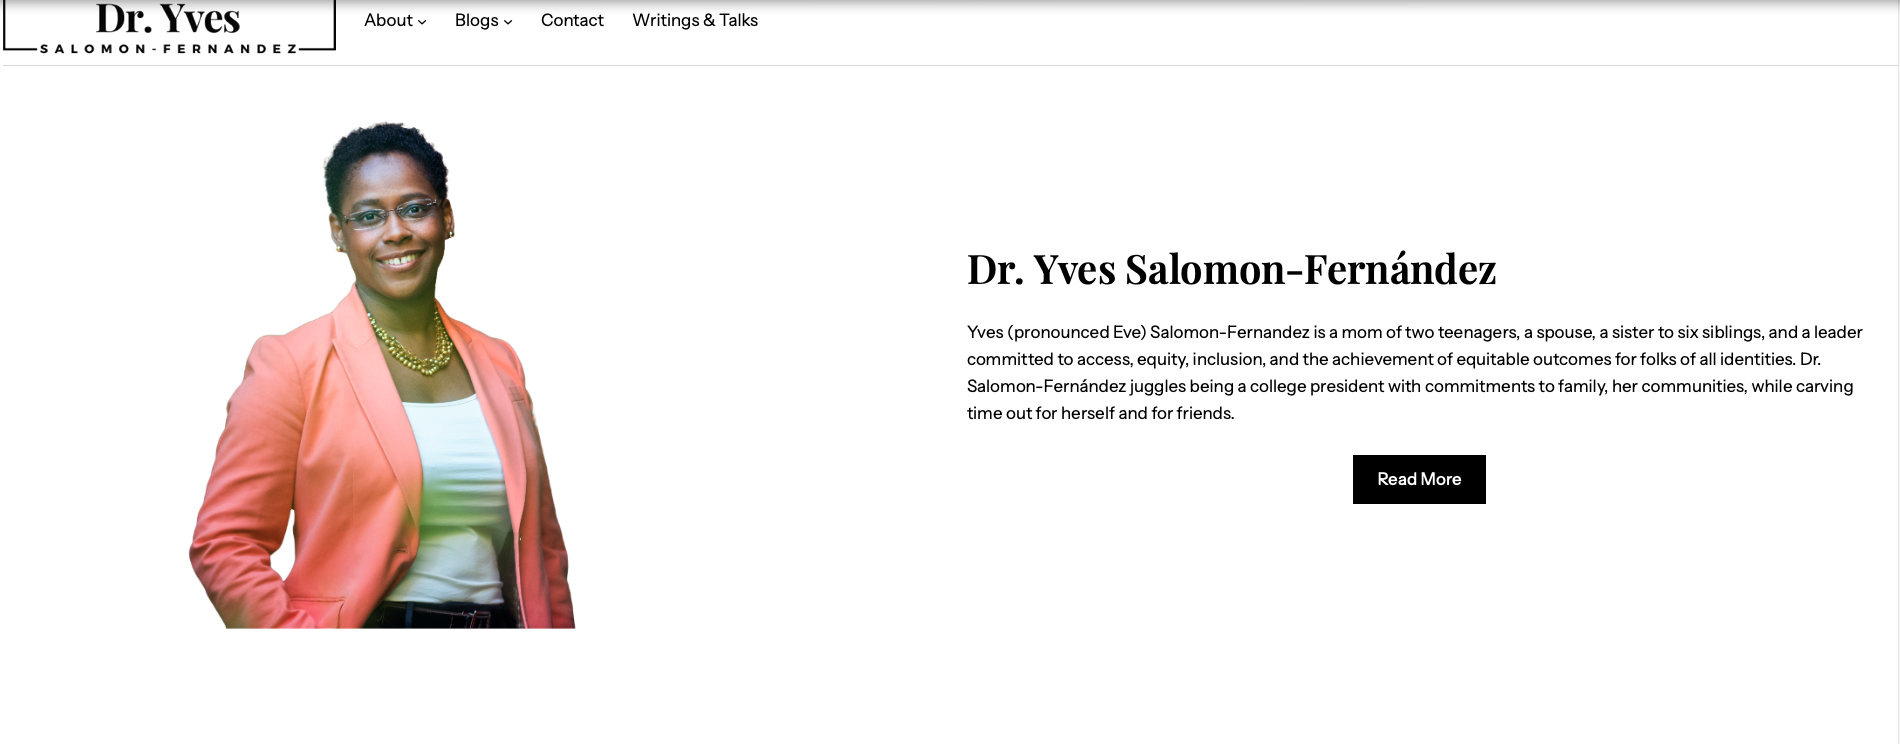 Dr. Yves
SALOMON-FERNANDEZ
About
Blogs
Contact
Writings & Talks
Dr. Yves Salomon-Fernández
Yves (pronounced Eve) Salomon-Fernandez is a mom of two teenagers, a spouse, a sister to six siblings, and a leader
committed to access, equity, inclusion, and the achievement of equitable outcomes for folks of all identities. Dr.
Salomon-Fernández juggles being a college president with commitments to family, her communities, while carving
time out for herself and for friends.
Read More